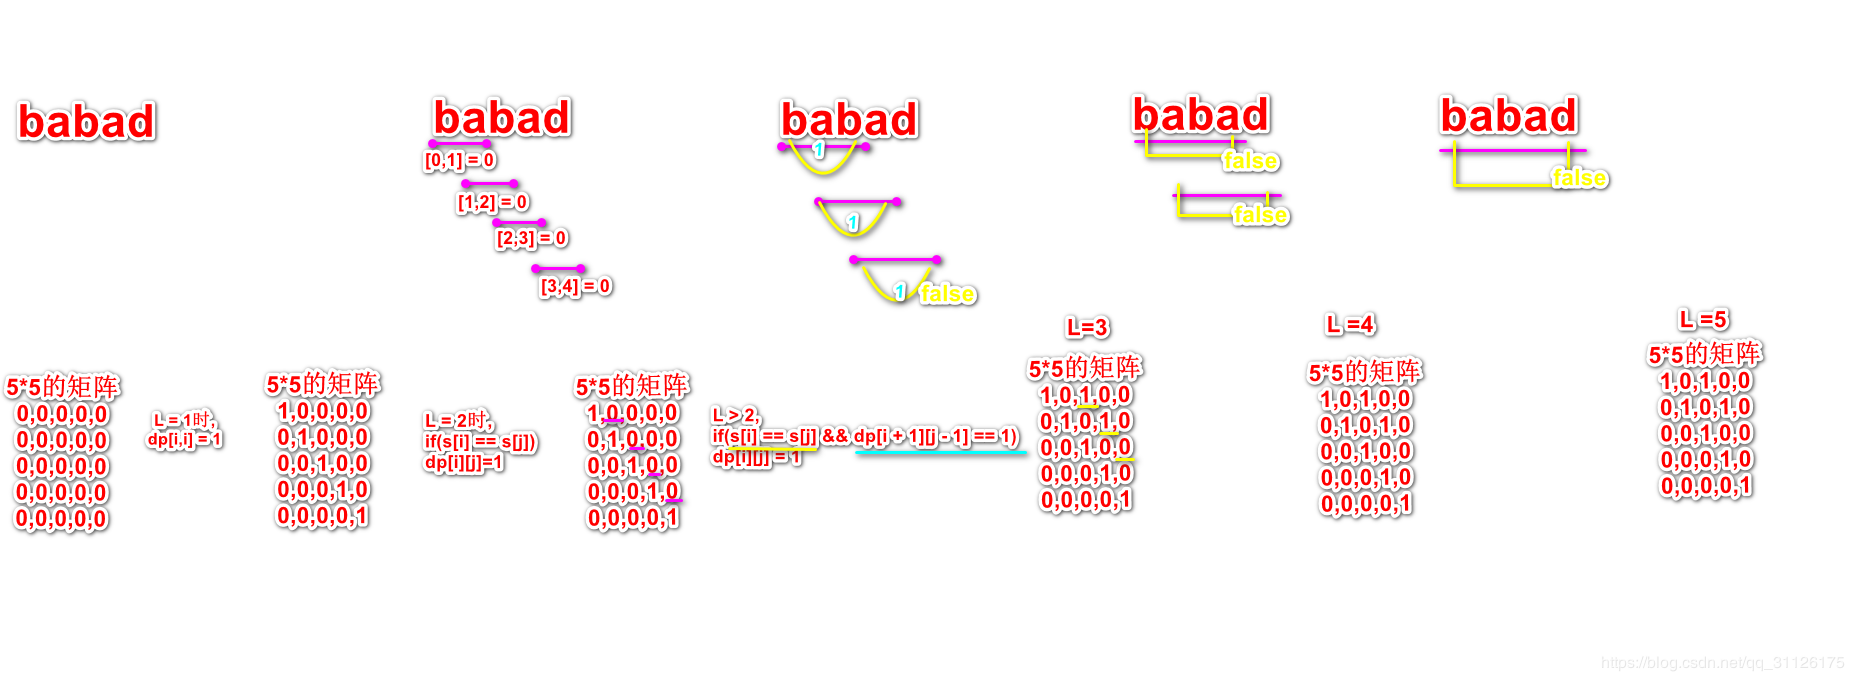 babad
babad
[0,1] = 0
[1,2] = 0
[2,3] = 0
[3,4] = 0
babad
1
1
1
false
babad
false
false
babad
false
5*5的矩阵
0,0,0,0,0
0,0,0,0,0
0,0,0,0,0
0,0,0,0,0
0,0,0,0,0
L = 1时,
dp[i,i] = 1
5*5的矩阵
1,0,0,0,0
0,1,0,0,0
0,0,1,0,0
0,0,0,1,0
0,0,0,0,1
L = 2时,
if(s[i] == s[j])
dp[i][j]=1
5*5的矩阵
1,0,0,0,0
0,1,0,0,0
0,0,1,0,0
0,0,0,1,0
0,0,0,0,1
L > 2,
if(s[i] == s[j] && dp[i + 1][j - 1] == 1)
dp[i][j] = 1
L=3
5*5的矩阵
1,0,1,0,0
0,1,0,1,0
0,0,1,0,0
0,0,0,1,0
0,0,0,0,1
L =4
5*5的矩阵
1,0,1,0,0
0,1,0,1,0
0,0,1,0,0
0,0,0,1,0
0,0,0,0,1
L =5
5*5的矩阵
1,0,1,0,0
0,1,0,1,0
0,0,1,0,0
0,0,0,1,0
0,0,0,0,1
https://blog.csdn.net/qq_31126175